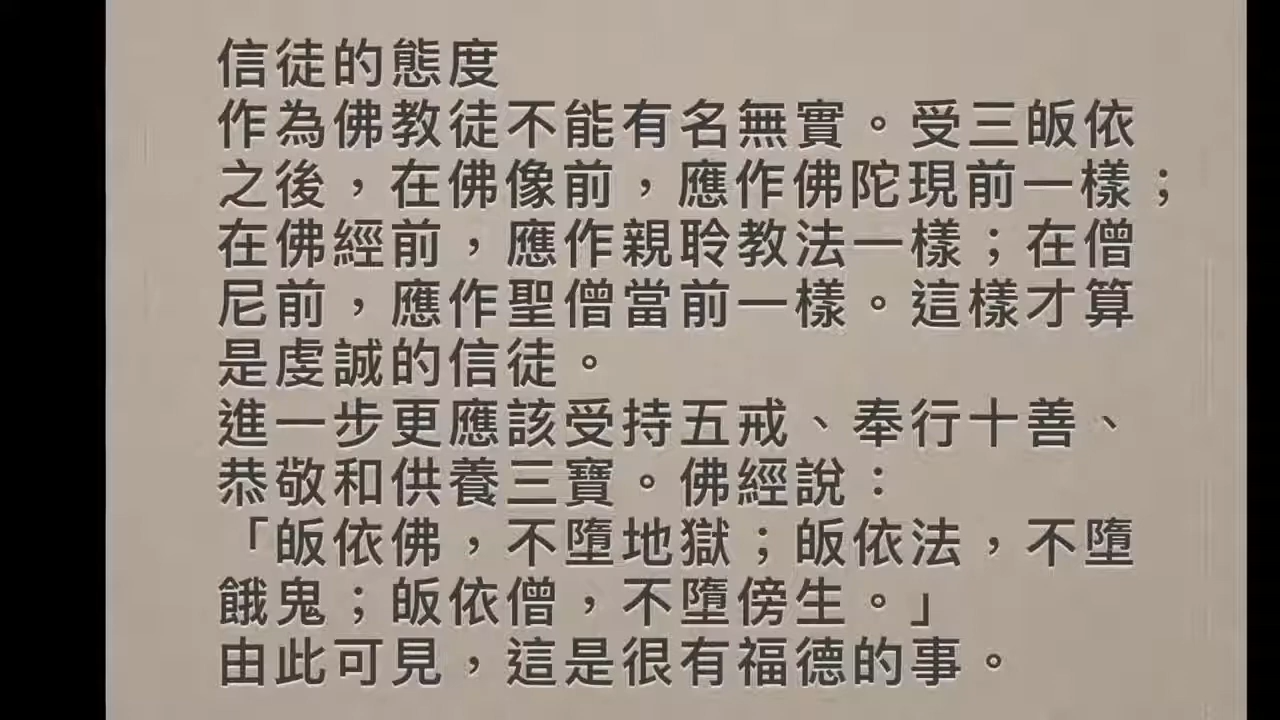 信徒的態度
作為佛教徒不能有名無實。受三皈依
之後，在佛像前，應作佛陀現前一樣；
在佛經前，應作親聆教法一樣；在僧
尼前，應作聖僧當前一樣。這樣才算
是虔誠的信徒。
進一步更應該受持五戒、奉行十善、
恭敬和供養三寶。佛經說：
「皈依佛，不墮地獄；皈依法，不墮
餓鬼；皈依僧，不墮傍生。」
由此可見，這是很有福德的事。